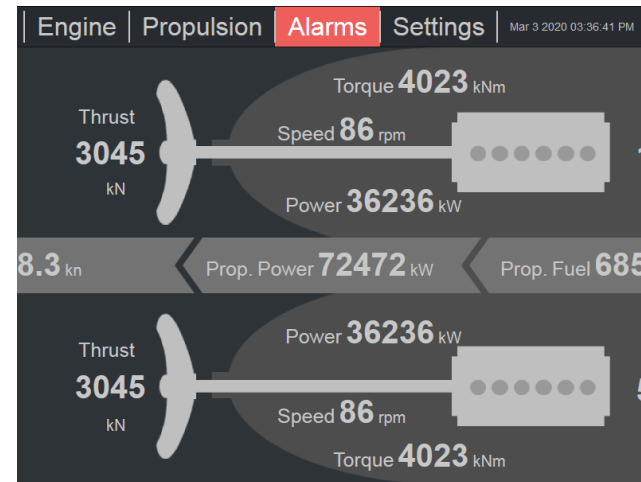 Engine Propulsion Alarms Settings Mar 3 2020 03:36:41 PM
Torque 4023 kNm
Thrust
3045
kN
Speed 86 rpm
Power 36236 kW
8.3 kn
Prop. Power 72472 kW
Prop. Fuel 685
Thrust
3045
kN
Power 36236 kW
Speed 86 rpm
Torque 4023 kNm